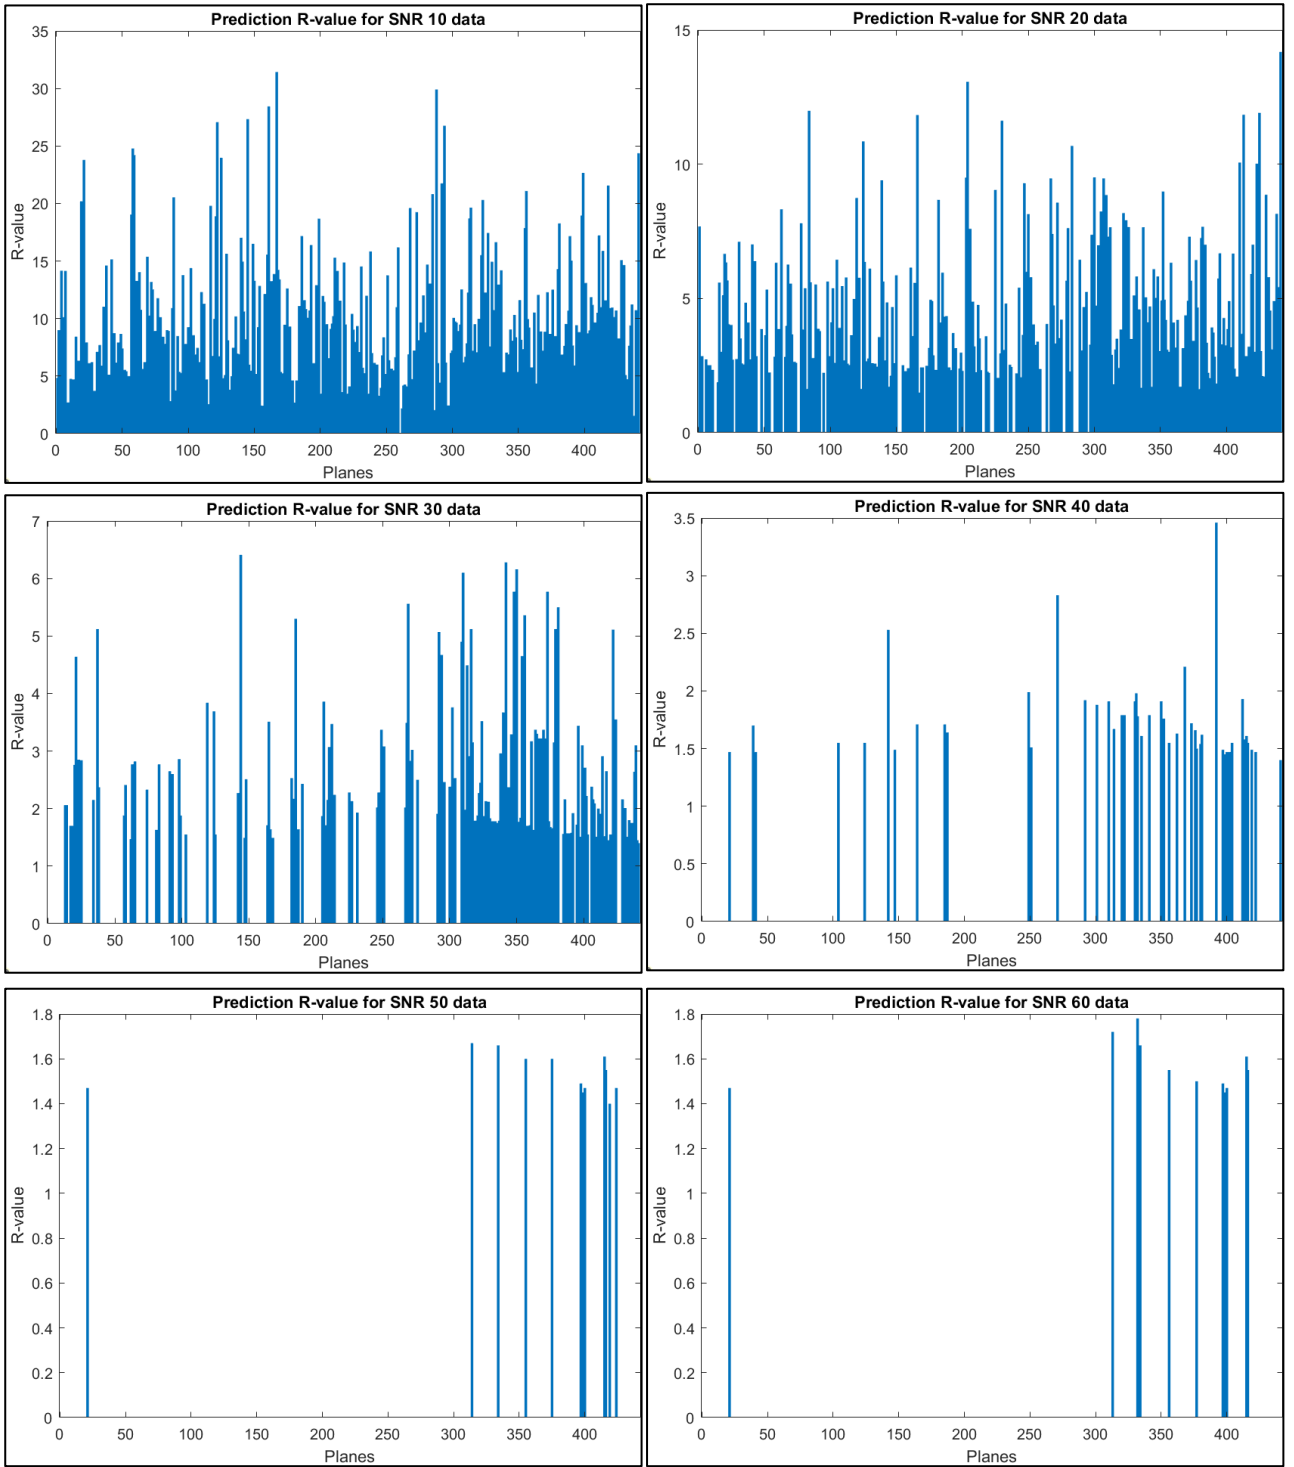 Prediction R-value for SNR 10 data
35
30
25
20
15
10
5
0
R-value
0 50 100 150 200 250 300 350 400
Planes
Prediction R-value for SNR 20 data
15
10
5
0
R-value
0 50 100 150 200 250 300 350 400
Planes
Prediction R-value for SNR 30 data
7
6
5
4
3
2
1
0
R-value
0 50 100 150 200 250 300 350 400
Planes
Prediction R-value for SNR 40 data
3.5
3
2.5
2
1.5
1
0.5
0
R-value
0 50 100 150 200 250 300 350 400
Planes
Prediction R-value for SNR 50 data
1.8
1.6
1.4
1.2
1
0.8
0.6
0.4
0.2
0
R-value
0 50 100 150 200 250 300 350 400
Planes
Prediction R-value for SNR 60 data
1.8
1.6
1.4
1.2
1
0.8
0.6
0.4
0.2
0
R-value
0 50 100 150 200 250 300 350 400
Planes